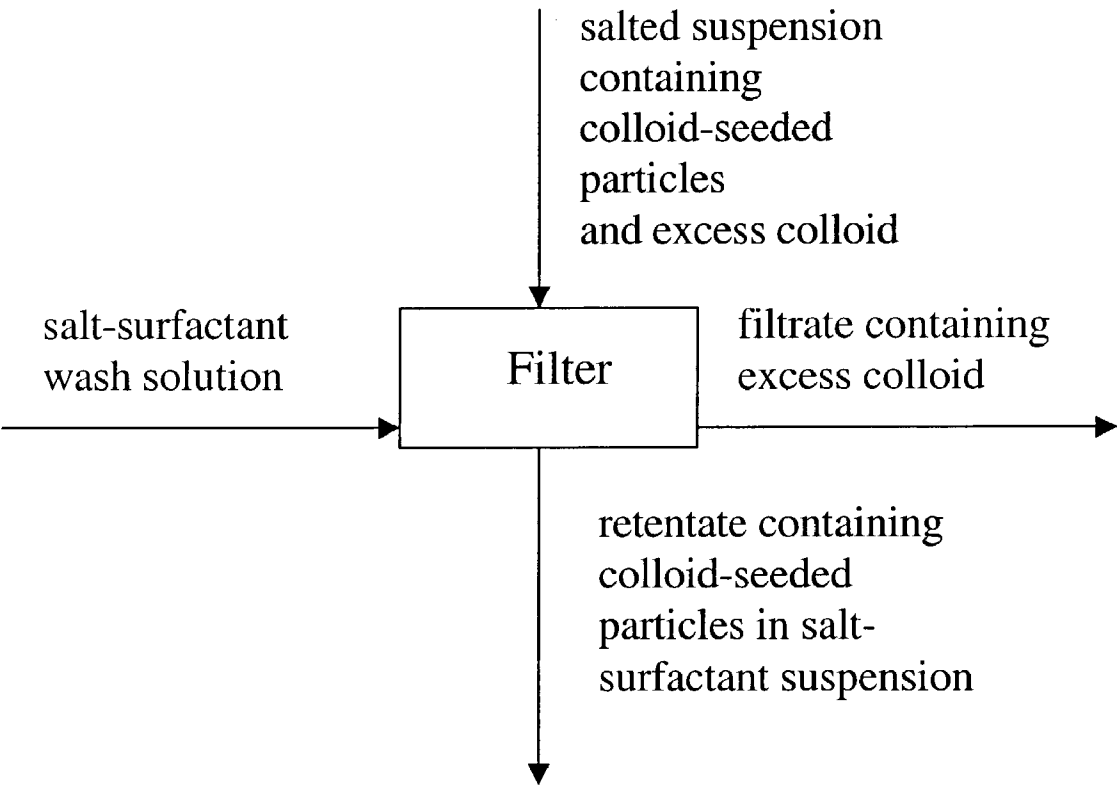 salted suspension
containing
colloid-seeded
particles
and excess colloid
salt-surfactant
wash solution
Filter
filtrate containing
excess colloid
retentate containing
colloid-seeded
particles in salt-
surfactant suspension